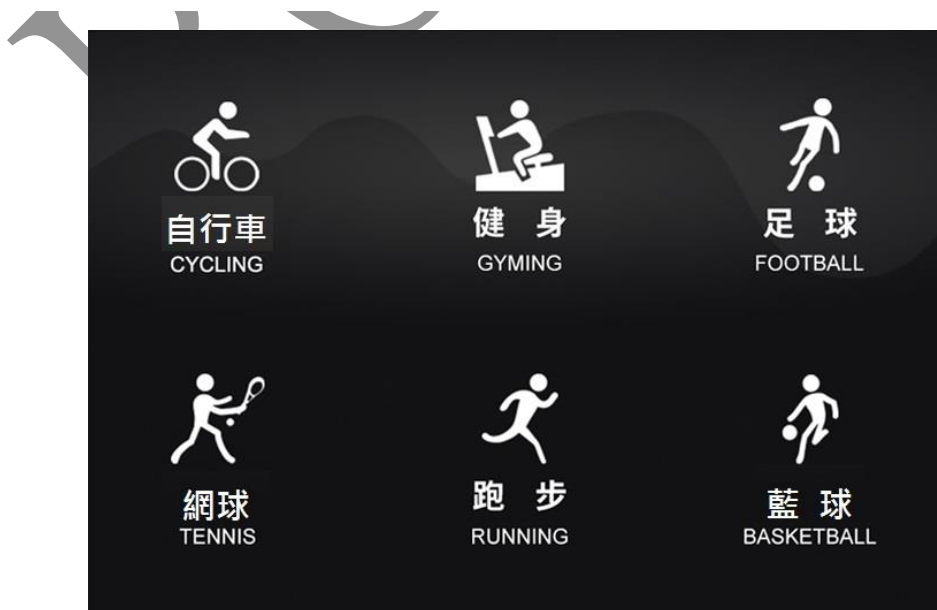 自行車
CYCLING
健 身
GYMING
足 球
FOOTBALL
網球
TENNIS
跑 步
RUNNING
藍 球
BASKETBALL